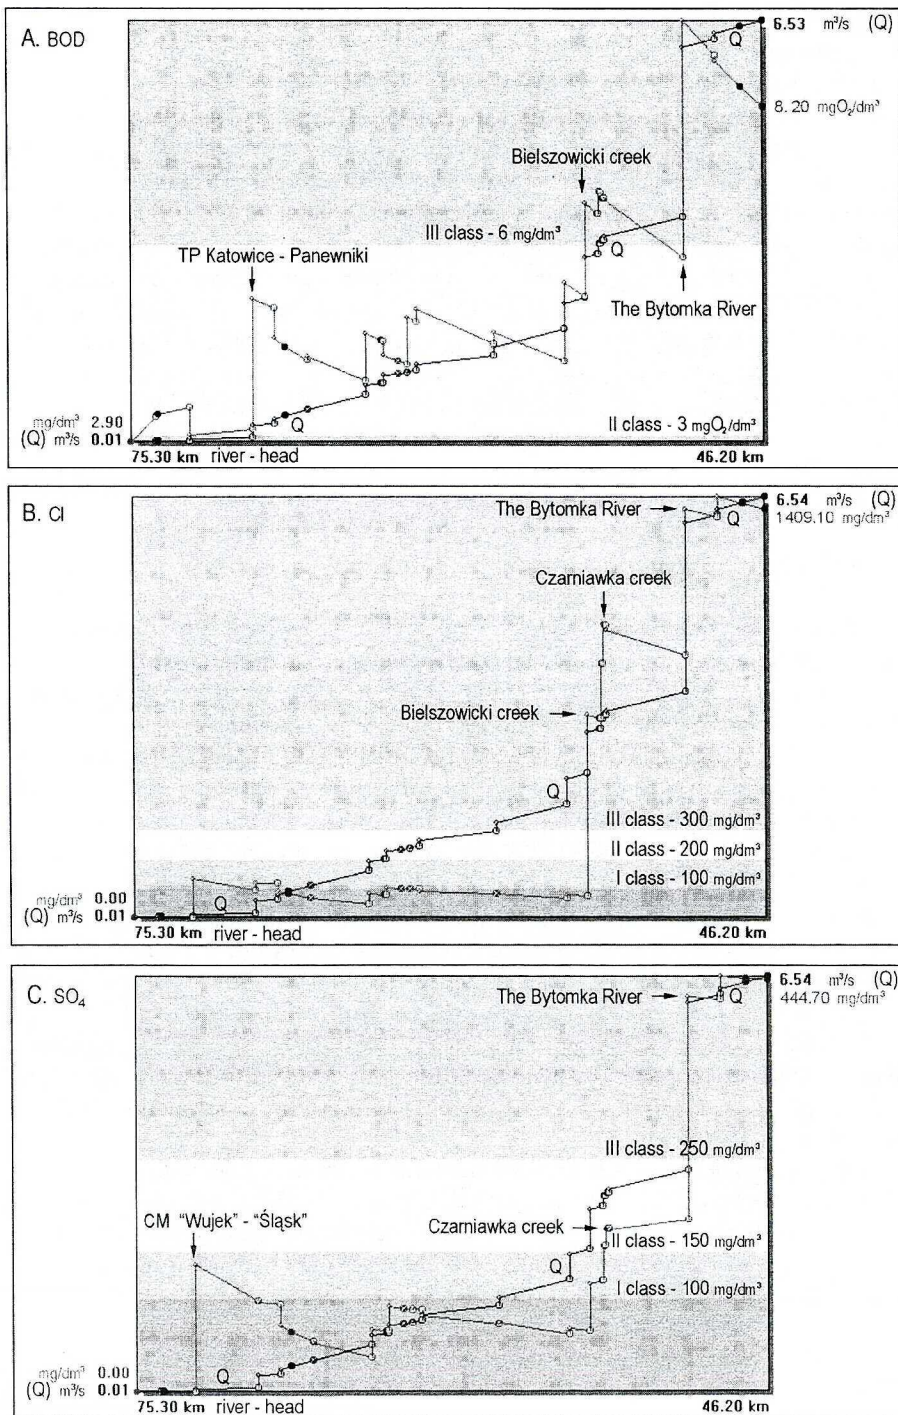 A. BOD
6.53 m³/s (Q)
Q
8.20 mgO₂/dm³
Bielszowicki creek
III class - 6 mg/dm³
TP Katowice - Panewniki
Q
The Bytomka River
Q
mg/dm³ 2.90
II class - 3 mgO₂/dm³
(Q) m³/s 0.01
75.30 km river - head 46.20 km
B. Cl
The Bytomka River
6.54 m³/s (Q)
Q
1409.10 mg/dm³
Czarniawka creek
Bielszowicki creek
Q
III class - 300 mg/dm³
II class - 200 mg/dm³
I class - 100 mg/dm³
mg/dm³ 0.00
Q
(Q) m³/s 0.01
75.30 km river - head 46.20 km
C. SO₄
6.54 m³/s (Q)
The Bytomka River
Q
444.70 mg/dm³
III class - 250 mg/dm³
CM "Wujek" - "Śląsk"
Czarniawka creek
II class - 150 mg/dm³
Q
I class - 100 mg/dm³
mg/dm³ 0.00
Q
(Q) m³/s 0.01
75.30 km river - head 46.20 km